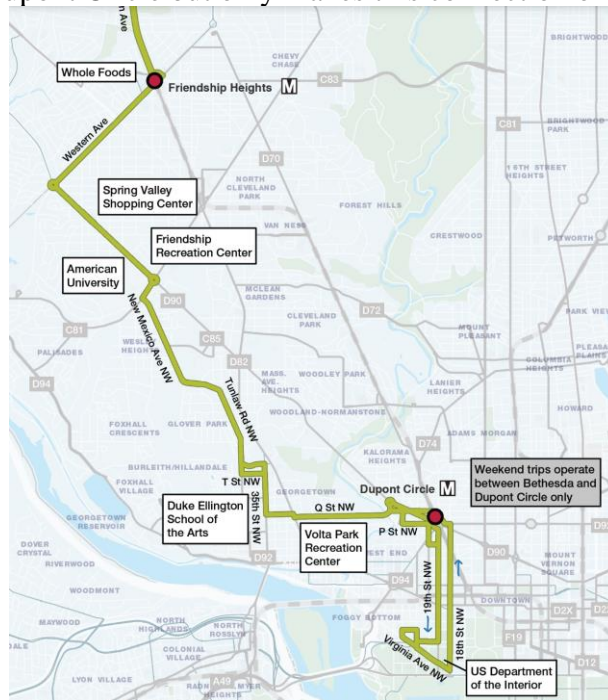 Ave
Whole Foods
Friendship Heights M
CHEVY
CHASE
C83
BRIGHTWOOD
C81
BRIGHTWOOD
PARK
Western Ave
D70
16TH STREET
HEIGHTS
NORTH
CLEVELAND
PARK
FOREST HILLS
Spring Valley
Shopping Center
VAN NESS
CRESTWOOD
PETWORTH
Friendship
Recreation Center
American
University
D90
MCLEAN
GARDENS
D72
CLEVELAND
PARK
MOUNT
PLEASANT
PARK VIEW
C81
C85
New Mexico Ave NW
PALISADES
D82
COLUMBIA
HEIGHTS
D94
MASS.
AVE.
HEIGHTS
WOODLEY PARK
LANIER
HEIGHTS
Tunlaw Rd NW
WOODLAND-NORMANSTONE
HOWARD
FOXHALL
CRESCENTS
GLOVER PARK
D74
ADAMS MORGAN
KALORAMA
HEIGHTS
BURLEITH/HILLANDALE
Weekend trips operate
between Bethesda and
Dupont Circle only
FOXHALL
VILLAGE
T St NW
35th St NW
GEORGETOWN
Dupont Circle M
Q St NW
Duke Ellington
School of
the Arts
Volta Park
Recreation
Center
P St NW
GEORGETOWN
RESERVOIR
D90
DOVER
CRYSTAL
RIVERWOOD
D92
WEST END
D94
MOUNT
VERNON
SQUARE
WOODMONT
19th St NW
18th St NW
DOWNTOWN
D2X
MAYWOOD
NORTH
HIGHLANDS
NORTH
ROSSLYN
FOGGY BOTTOM
F19
COLONIAL
VILLAGE
Virginia Ave NW
D12
LYON VILLAGE
A49
HEIGHTS
US Department
of the Interior